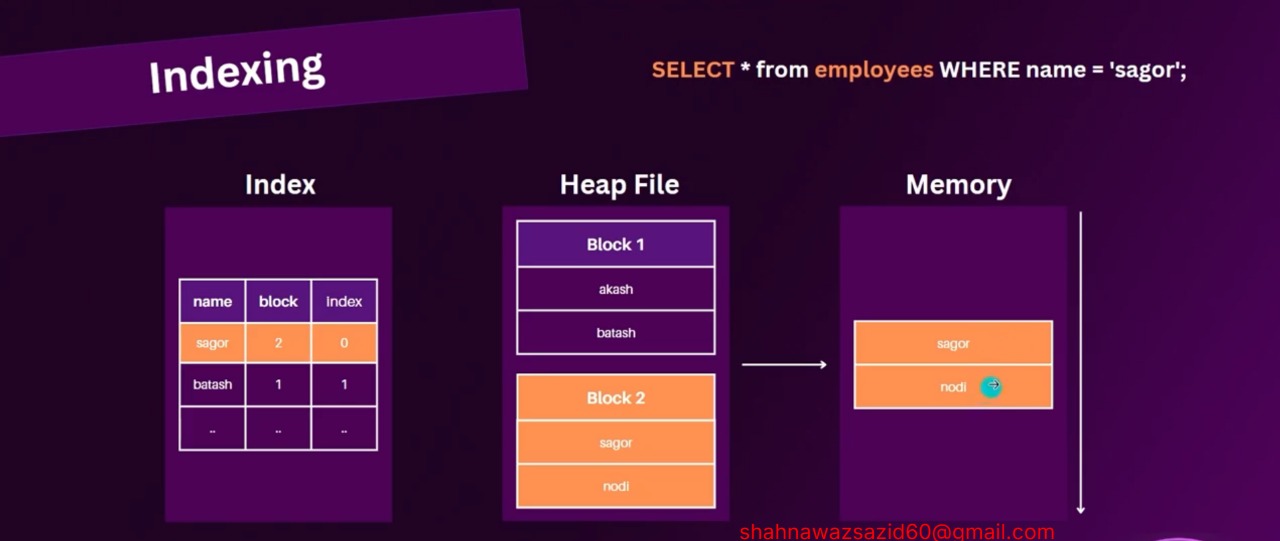 Indexing
SELECT * from employees WHERE name = 'sagor';
Index
name block index
sagor 2 0
batash 1 1
.. .. ..
Heap File
Block 1
akash
batash
Block 2
sagor
nodi
Memory
sagor
nodi
shahnawazsazid60@gmail.com